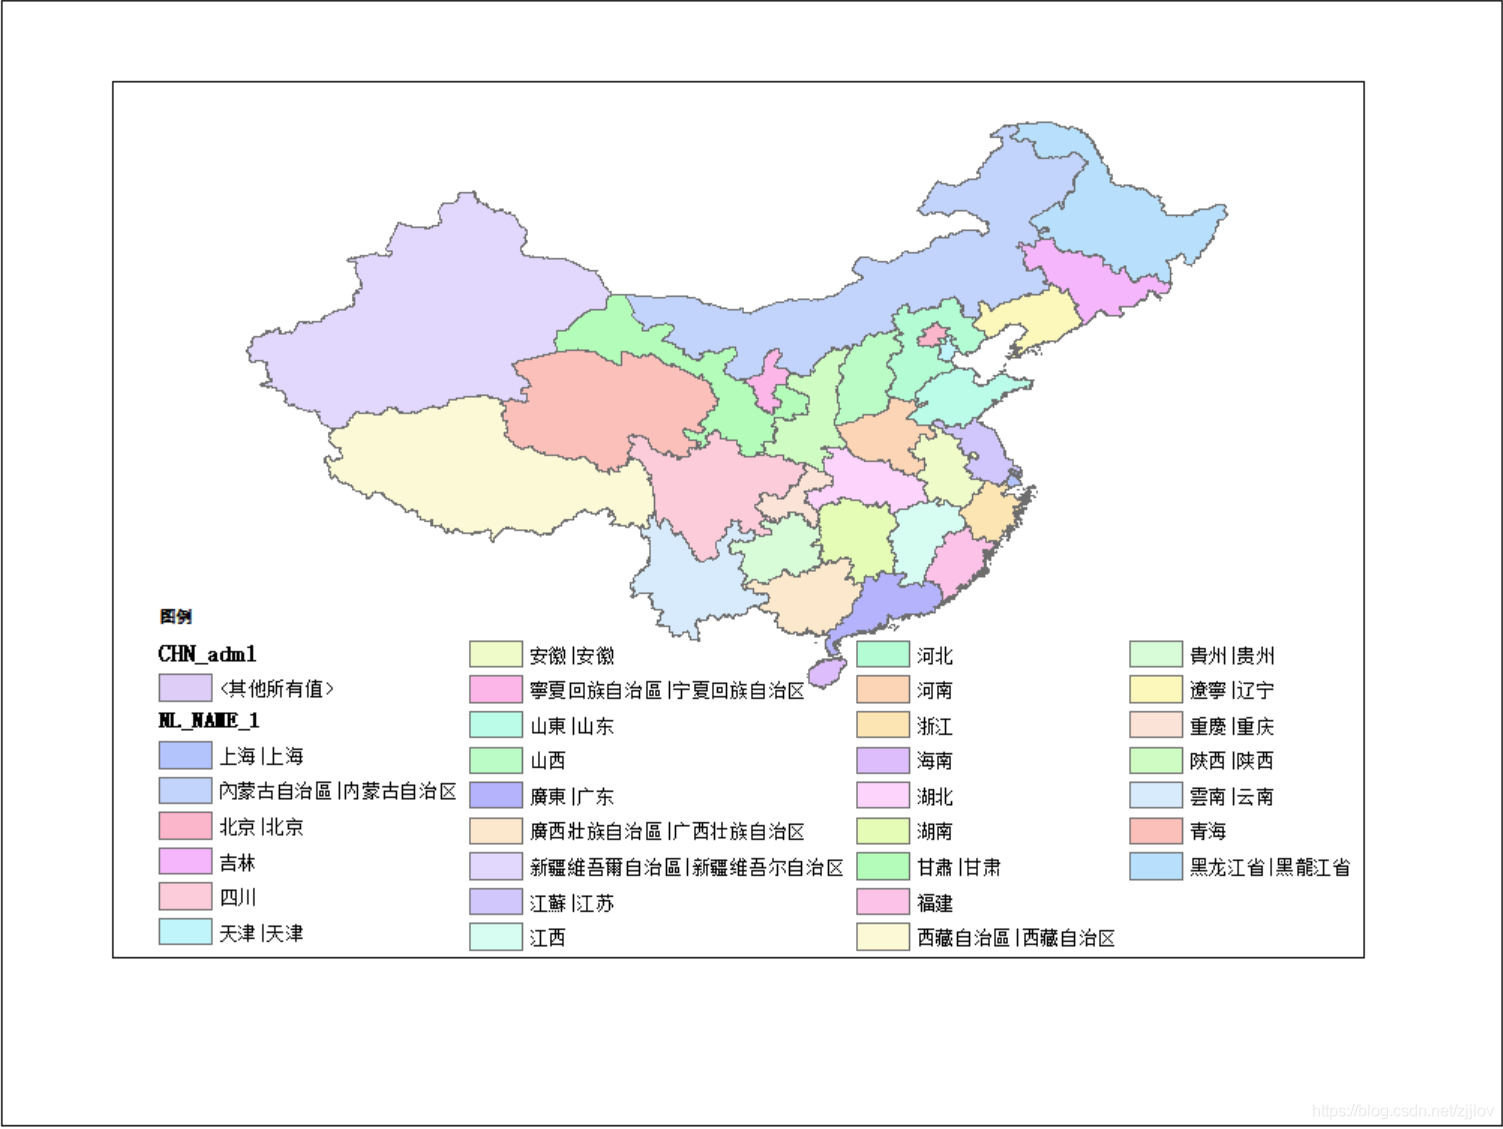 图例
CHN_adm1
<其他所有值>
NL_NAME_1
上海|上海
內蒙古自治區|内蒙古自治区
北京|北京
吉林
四川
天津|天津
安徽|安徽
寧夏回族自治區|宁夏回族自治区
山東|山东
山西
廣東|广东
廣西壯族自治區|广西壮族自治区
新疆維吾爾自治區|新疆维吾尔自治区
江蘇|江苏
江西
河北
河南
浙江
海南
湖北
湖南
甘肃|甘肃
福建
西藏自治區|西藏自治区
貴州|贵州
遼寧|辽宁
重慶|重庆
陝西|陕西
雲南|云南
青海
黑龙江省|黑龍江省
https://blog.csdn.net/zjjlov